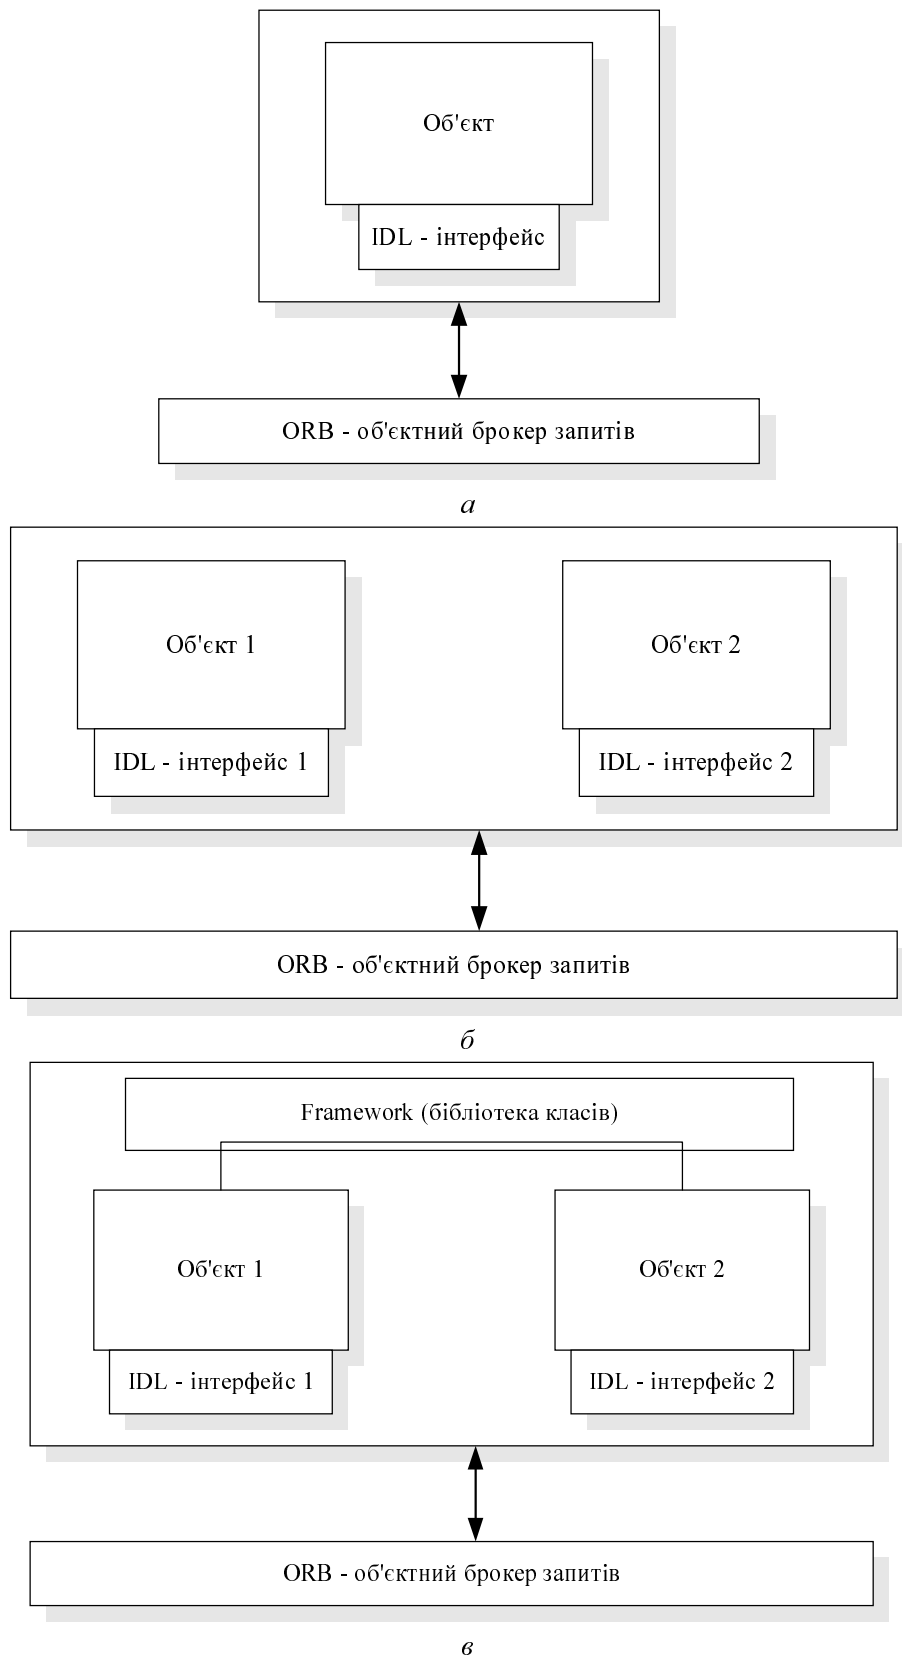 Об'єкт
IDL - інтерфейс
ORB - об'єктний брокер запитів
а
Об'єкт 1
Об'єкт 2
IDL - інтерфейс 1
IDL - інтерфейс 2
ORB - об'єктний брокер запитів
б
Framework (бібліотека класів)
Об'єкт 1
Об'єкт 2
IDL - інтерфейс 1
IDL - інтерфейс 2
ORB - об'єктний брокер запитів
в